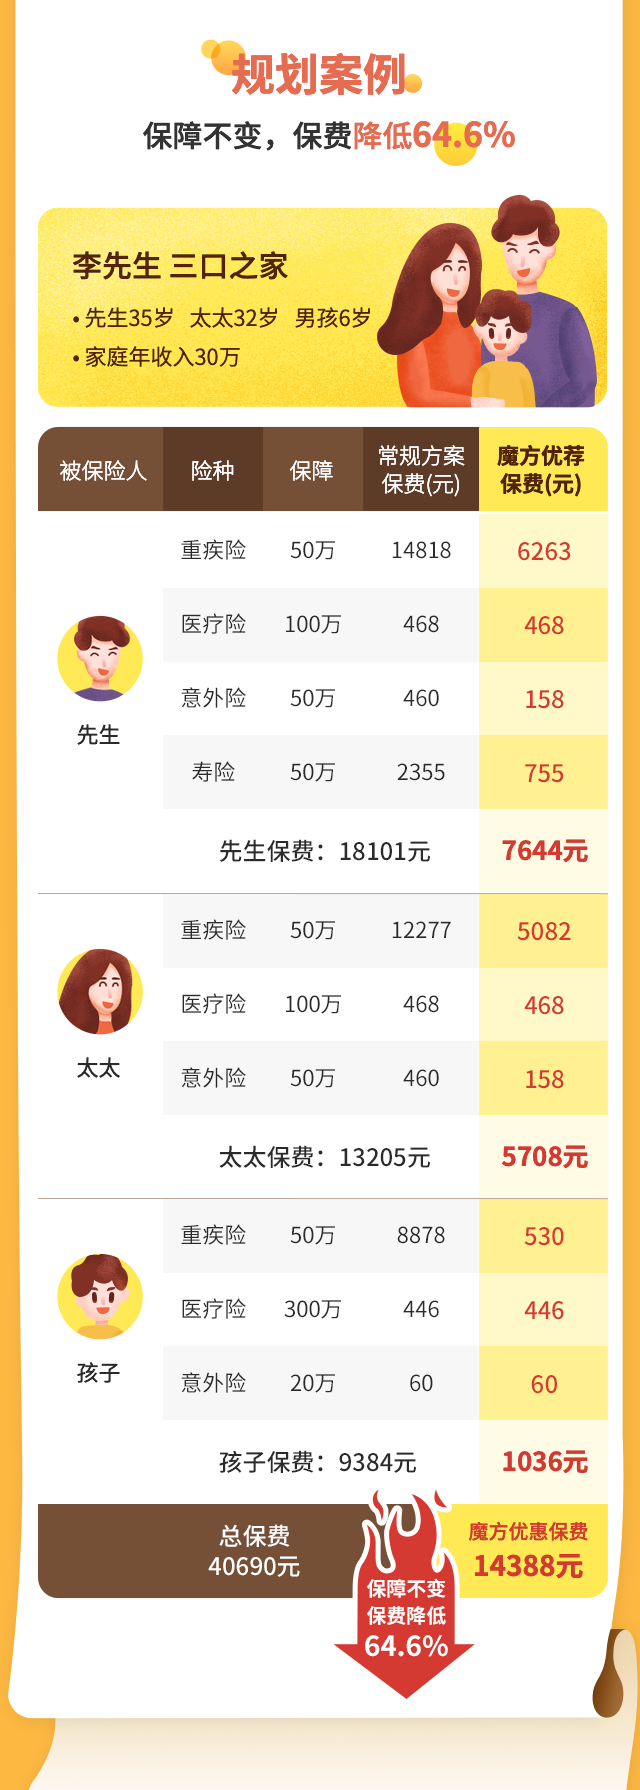 规划案例
保障不变，保费降低64.6%
李先生 三口之家
• 先生35岁 太太32岁 男孩6岁
• 家庭年收入30万
被保险人 险种 保障 常规方案保费(元) 魔方优荐保费(元)
重疾险 50万 14818 6263
医疗险 100万 468 468
意外险 50万 460 158
先生
寿险 50万 2355 755
先生保费：18101元 7644元
重疾险 50万 12277 5082
医疗险 100万 468 468
太太
意外险 50万 460 158
太太保费：13205元 5708元
重疾险 50万 8878 530
医疗险 300万 446 446
孩子
意外险 20万 60 60
孩子保费：9384元 1036元
总保费 魔方优惠保费
40690元 14388元
保障不变
保费降低
64.6%